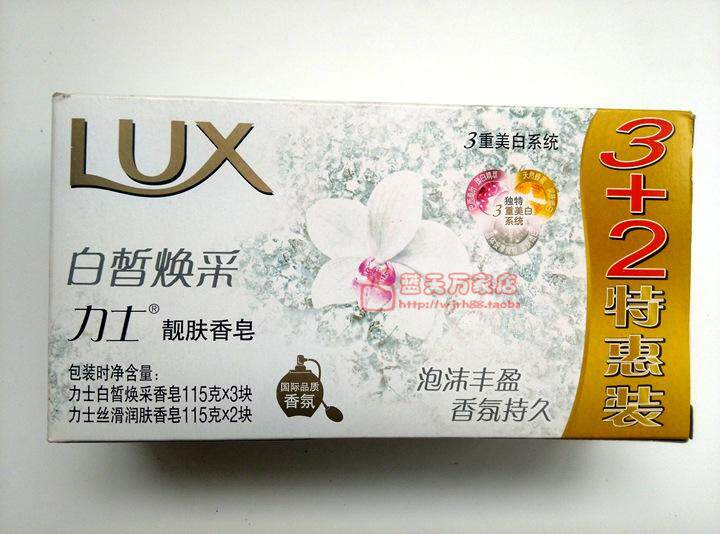 LUX
白皙焕采
力士® 靓肤香皂
包装时净含量：
力士白皙焕采香皂115克×3块
力士丝滑润肤香皂115克×2块
国际品质
香氛
3重美白系统
独特
3重美白
系统
蓝天万家店
http://wjrh88.taobao
泡沫丰盈
香氛持久
3+2特惠装